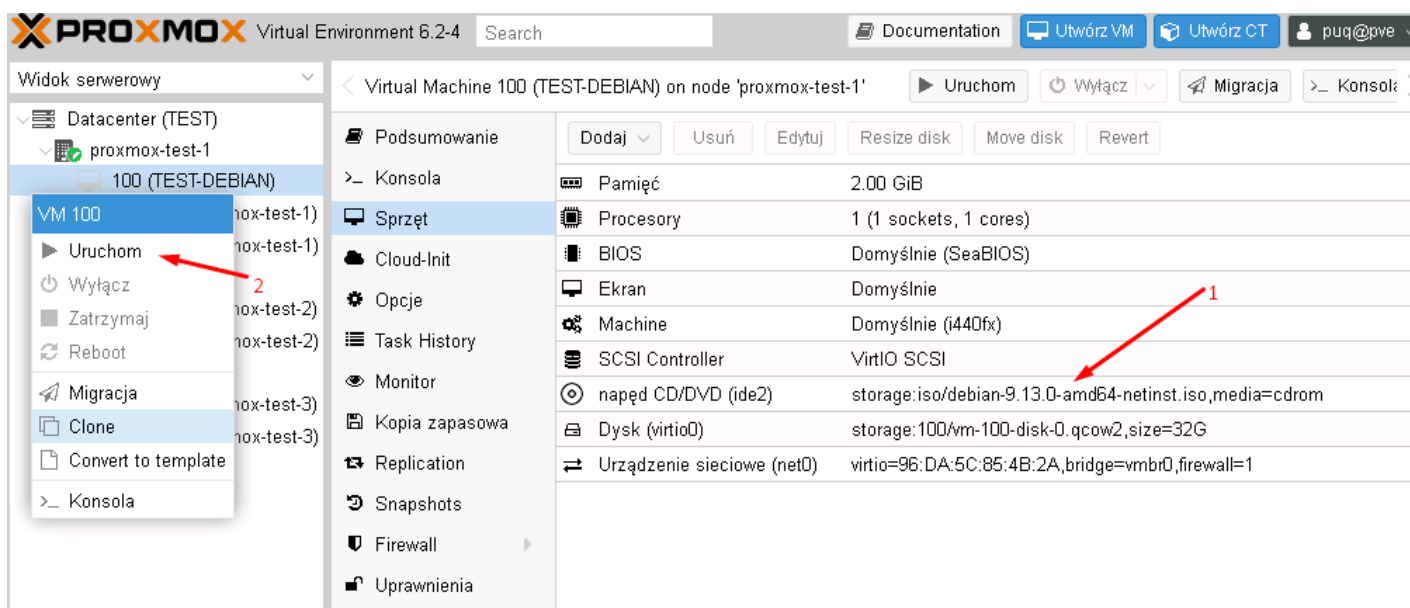 PROXMOX Virtual Environment 6.2-4 Search Documentation Utwórz VM Utwórz CT puq@pve
Widok serwerowy
Datacenter (TEST)
proxmox-test-1
100 (TEST-DEBIAN)
VM 100
Uruchom
2
Wyłącz
Zatrzymaj
Reboot
Migracja
Clone
Convert to template
Konsola
nox-test-1)
nox-test-1)
nox-test-2)
nox-test-2)
nox-test-3)
nox-test-3)
Virtual Machine 100 (TEST-DEBIAN) on node 'proxmox-test-1' Uruchom Wyłącz Migracja >_ Konsola
Podsumowanie
>_ Konsola
Sprzęt
Cloud-Init
Opcje
Task History
Monitor
Kopia zapasowa
Replication
Snapshots
Firewall
Uprawnienia
Dodaj Usuń Edytuj Resize disk Move disk Revert
Pamięć 2.00 GiB
Procesory 1 (1 sockets, 1 cores)
BIOS Domyślnie (SeaBIOS)
Ekran Domyślnie
1
Machine Domyślnie (i440fx)
SCSI Controller VirtIO SCSI
napęd CD/DVD (ide2) storage:iso/debian-9.13.0-amd64-netinst.iso,media=cdrom
Dysk (virtio0) storage:100/vm-100-disk-0.qcow2,size=32G
Urządzenie sieciowe (net0) virtio=96:DA:5C:85:4B:2A,bridge=vmbr0,firewall=1